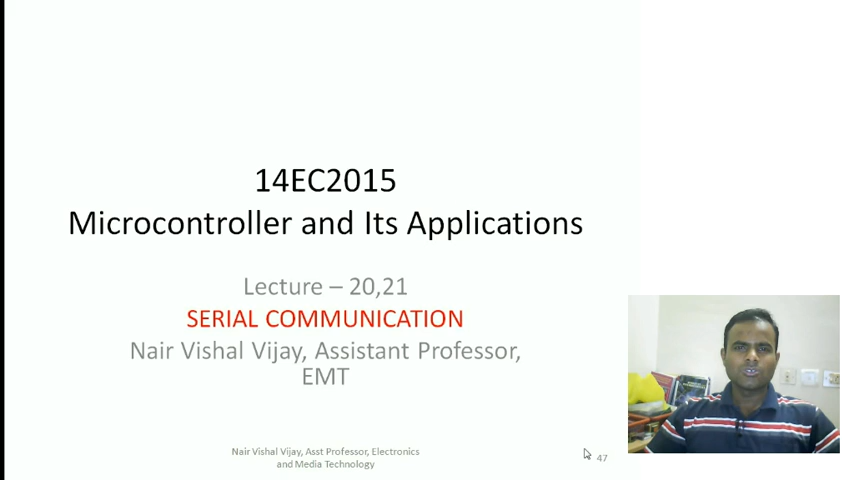 14EC2015
Microcontroller and Its Applications
Lecture – 20,21
SERIAL COMMUNICATION
Nair Vishal Vijay, Assistant Professor,
EMT
Nair Vishal Vijay, Asst Professor, Electronics
and Media Technology
47